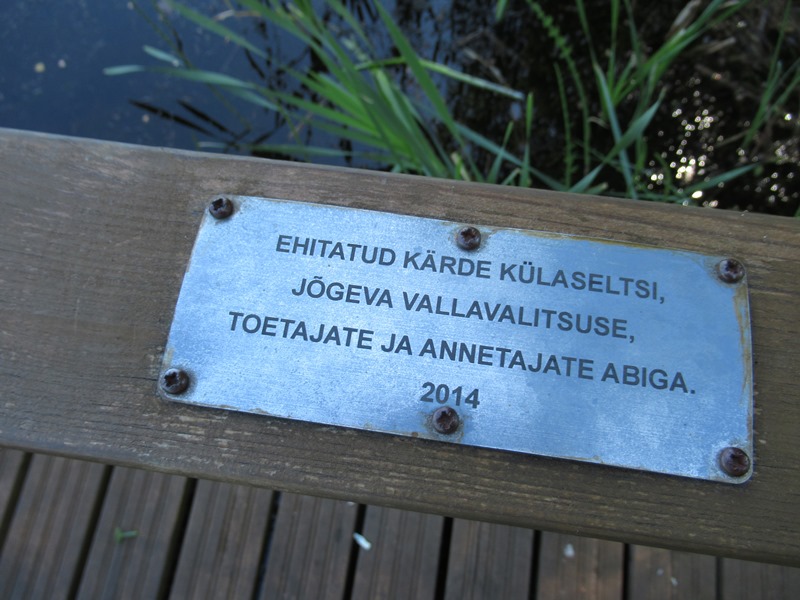 EHITATUD KÄRDE KÜLASELTSI,
JÕGEVA VALLAVALITSUSE,
TOETAJATE JA ANNETAJATE ABIGA.
2014